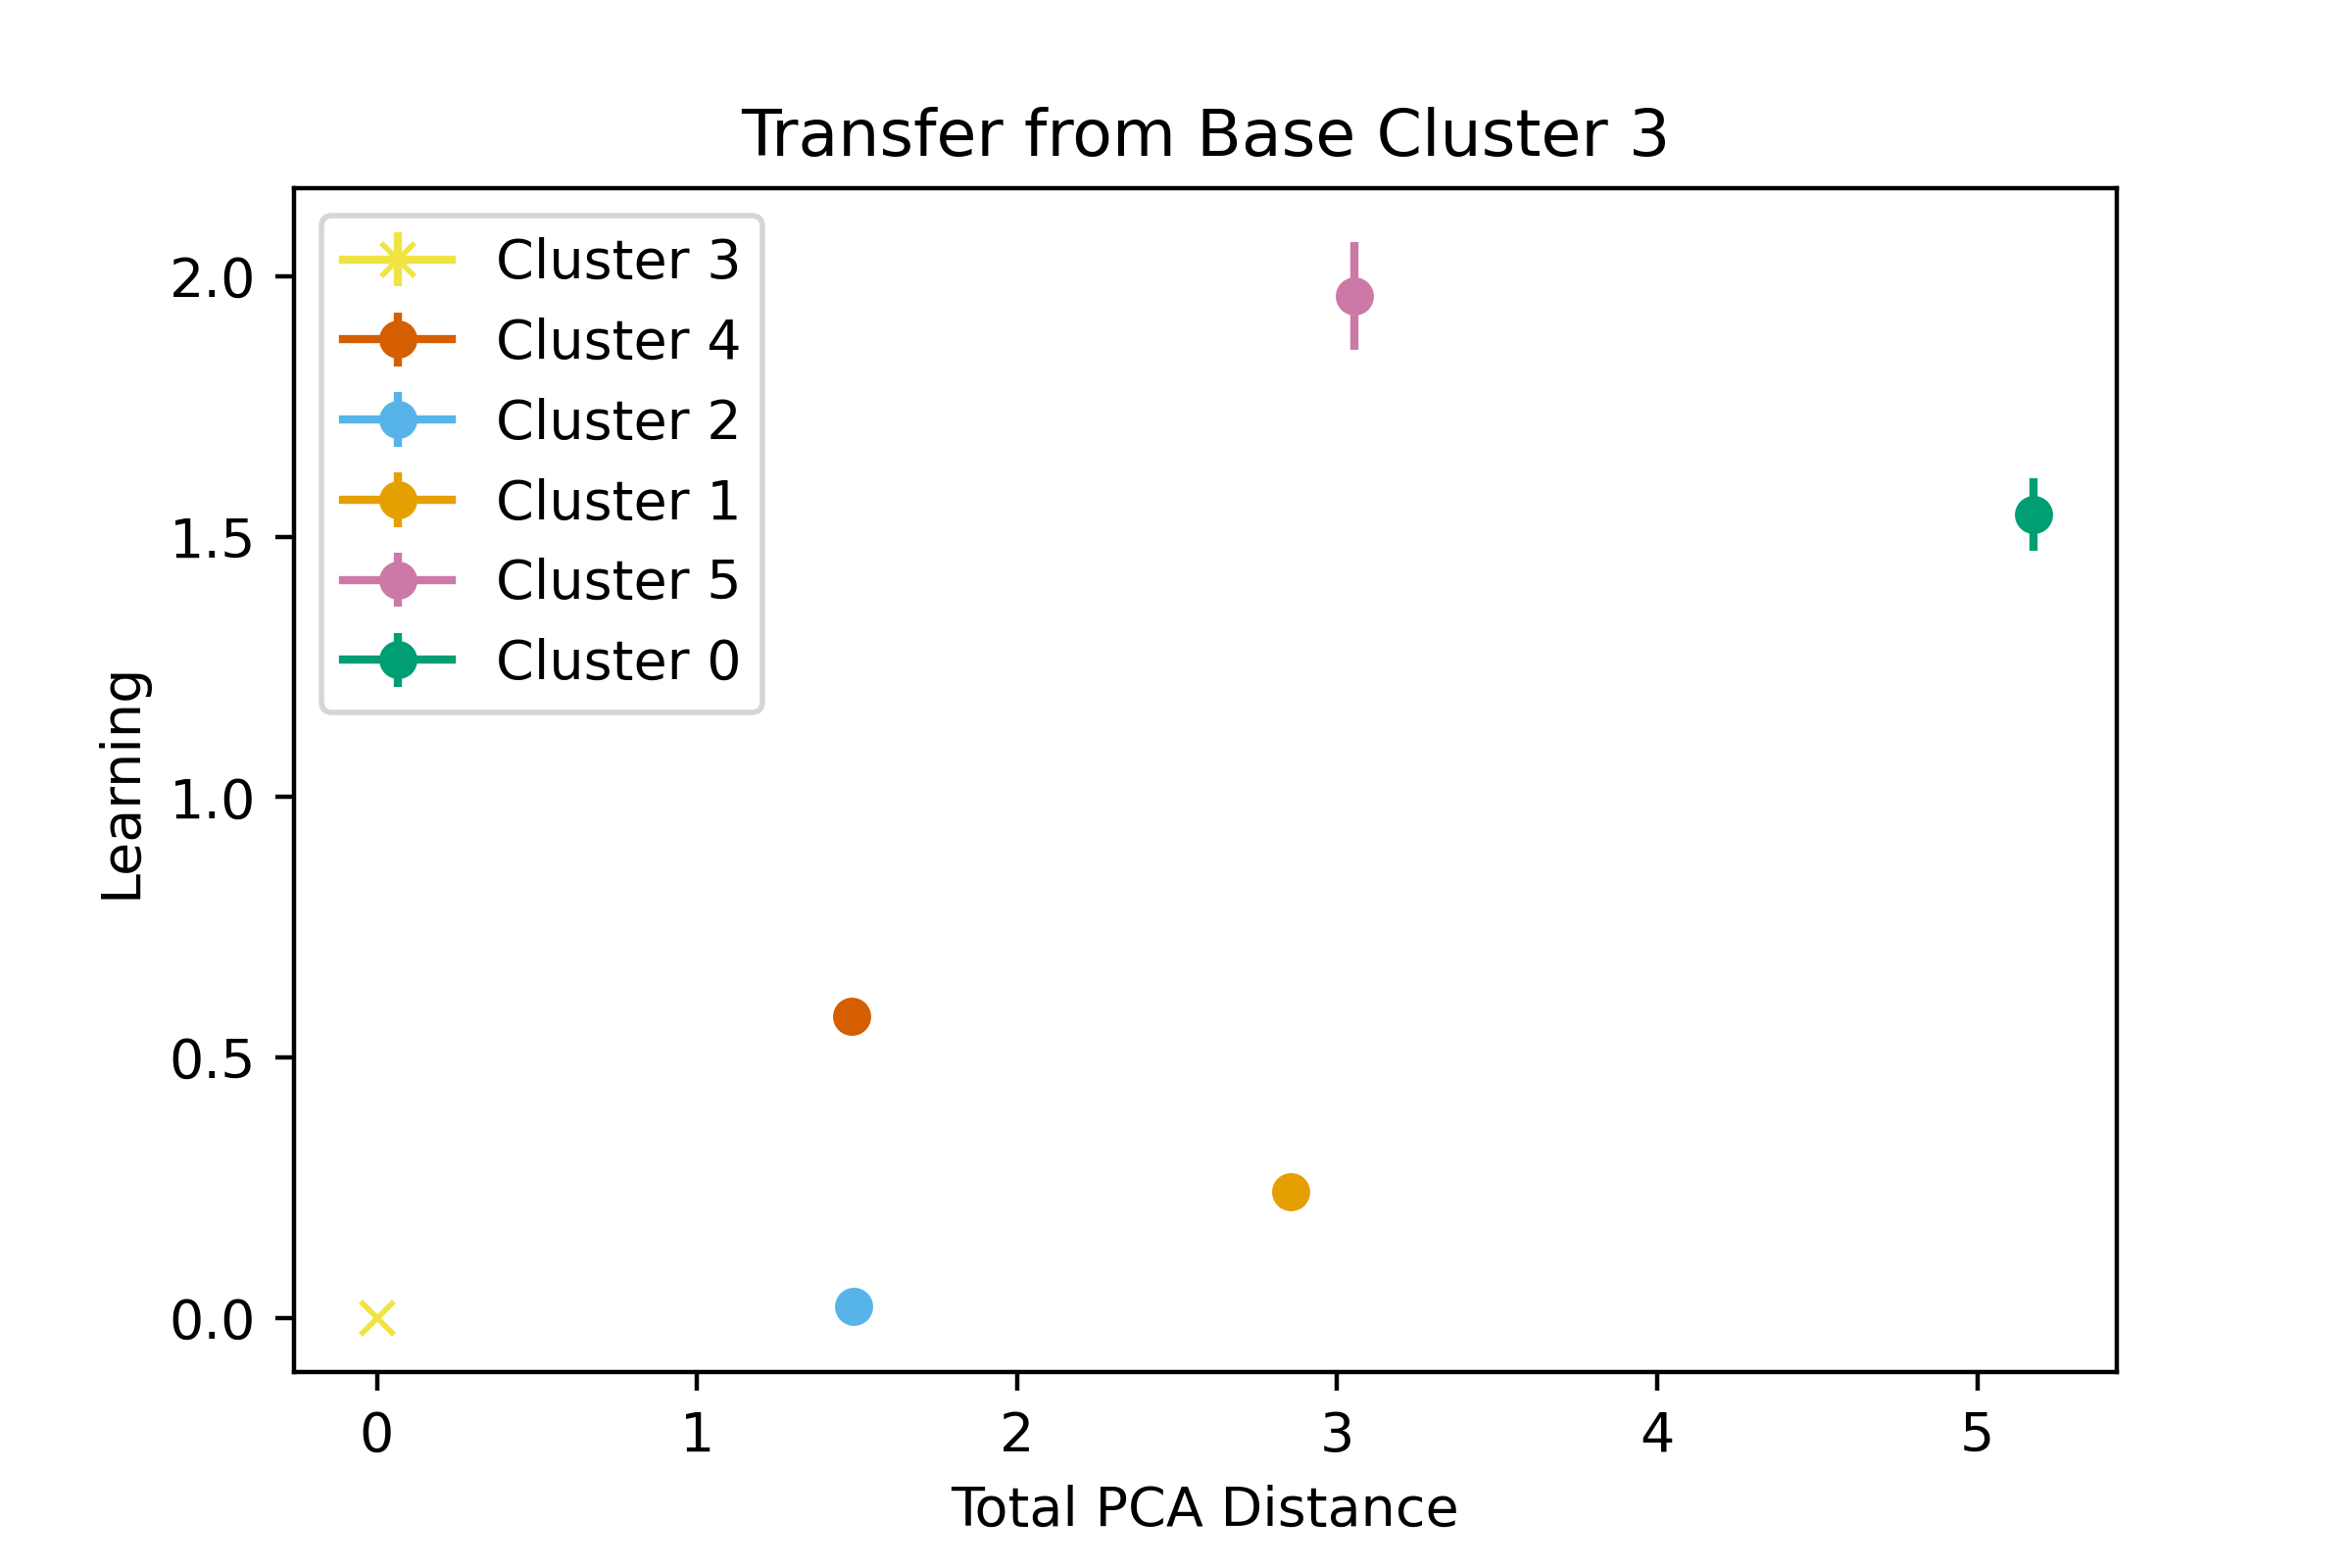 Transfer from Base Cluster 3
Cluster 3
Cluster 4
Cluster 2
Cluster 1
Cluster 5
Cluster 0
2.0
1.5
1.0
0.5
0.0
Learning
0 1 2 3 4 5
Total PCA Distance